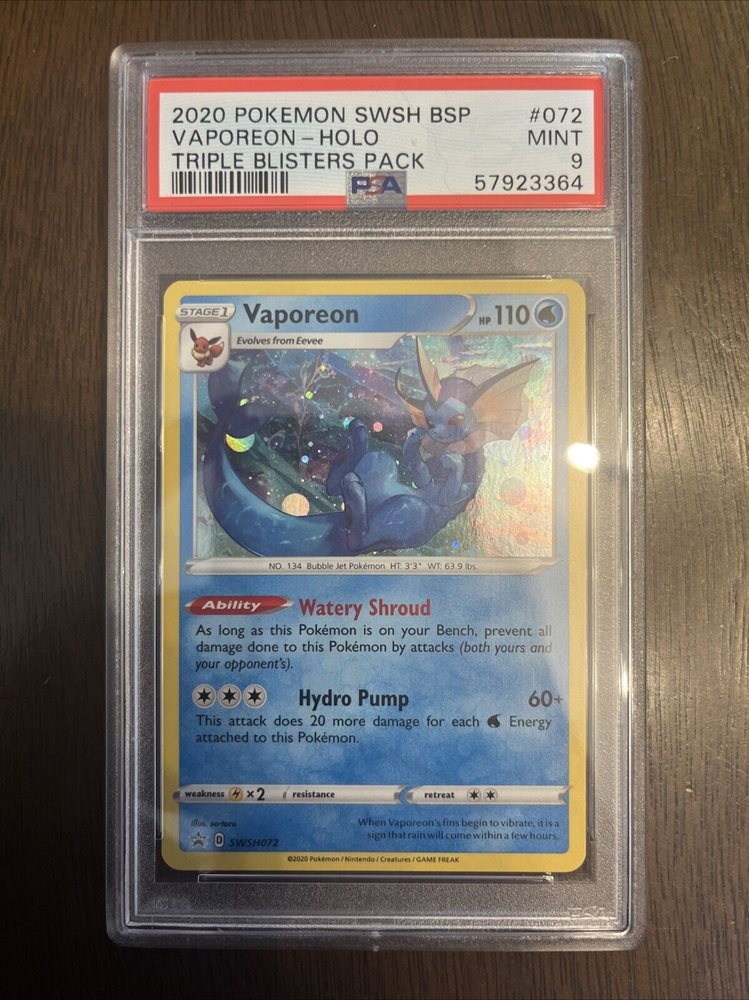 2020 POKEMON SWSH BSP #072
VAPOREON - HOLO MINT
TRIPLE BLISTERS PACK 9
PSA 57923364
STAGE 1 Vaporeon HP 110
Evolves from Eevee
NO. 134 Bubble Jet Pokémon HT: 3'3" WT: 63.9 lbs.
Ability Watery Shroud
As long as this Pokémon is on your Bench, prevent all
damage done to this Pokémon by attacks (both yours and
your opponent's).
Hydro Pump 60+
This attack does 20 more damage for each Energy
attached to this Pokémon.
weakness ×2 resistance retreat
Illus. so-taro
When Vaporeon's fins begin to vibrate, it is a
sign that rain will come within a few hours.
D SWSH072
©2020 Pokémon / Nintendo / Creatures / GAME FREAK